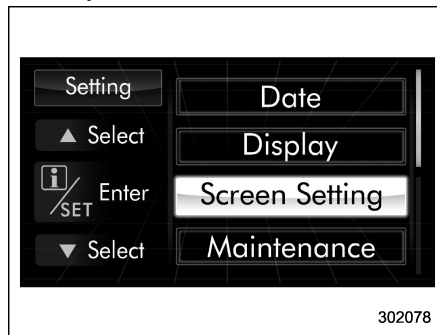 Setting
▲ Select
i/SET Enter
▼ Select
Date
Display
Screen Setting
Maintenance
302078